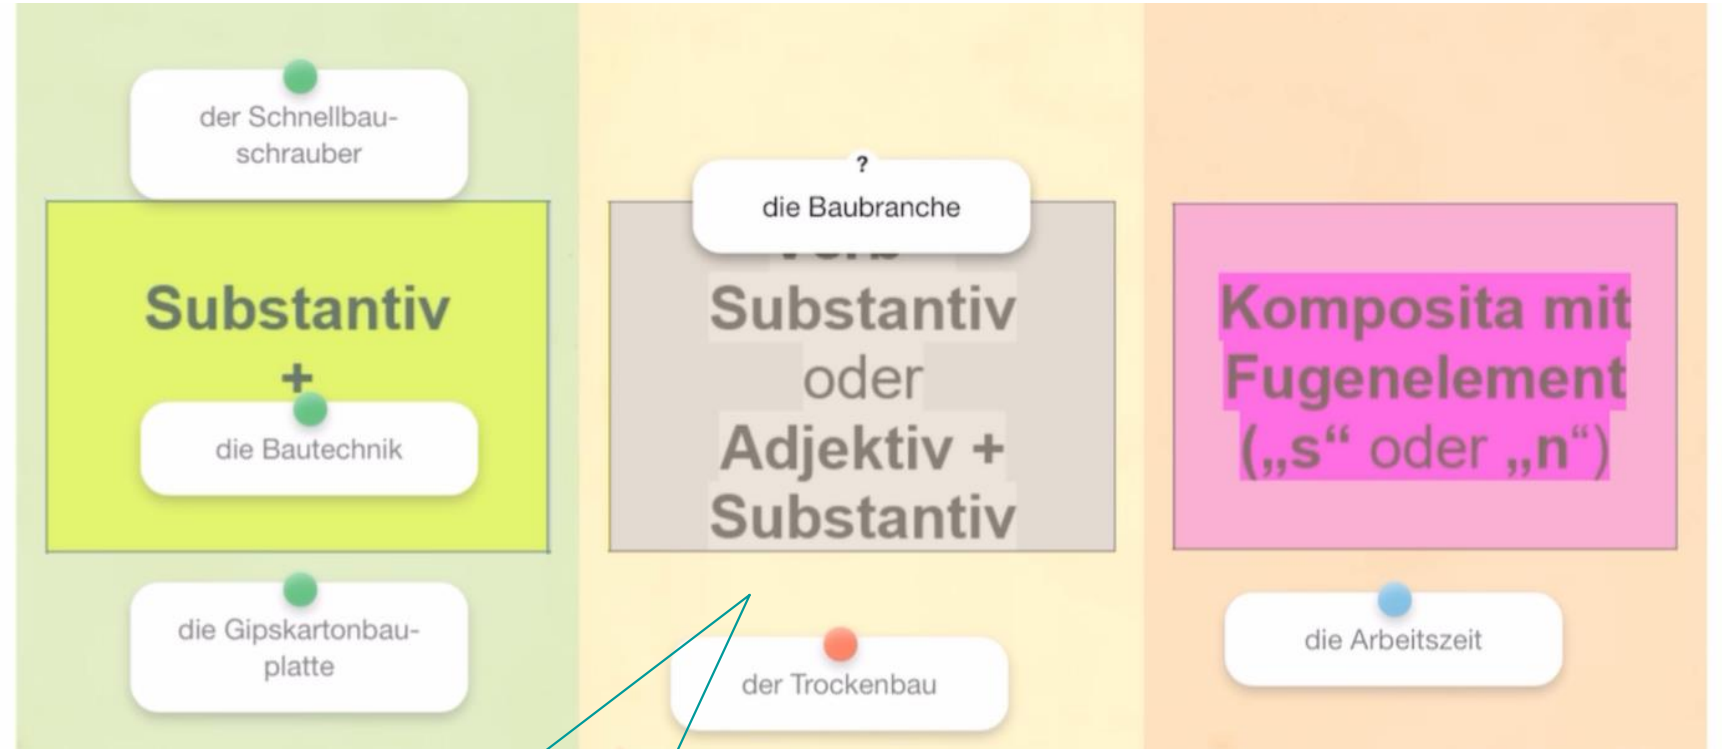 der Schnellbau-
schrauber
Substantiv
+
die Bautechnik
die Gipskartonbau-
platte
?
die Baubranche
Substantiv
oder
Adjektiv +
Substantiv
der Trockenbau
Komposita mit
Fugenelement
(„s“ oder „n“)
die Arbeitszeit